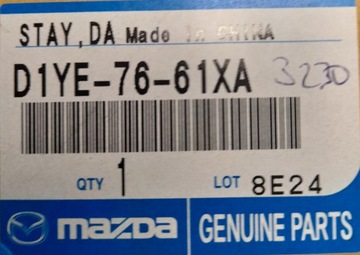 STAY, DA Made In CHINA
D1YE-76-61XA 3230
QTY 1 LOT 8E24
mazda GENUINE PARTS